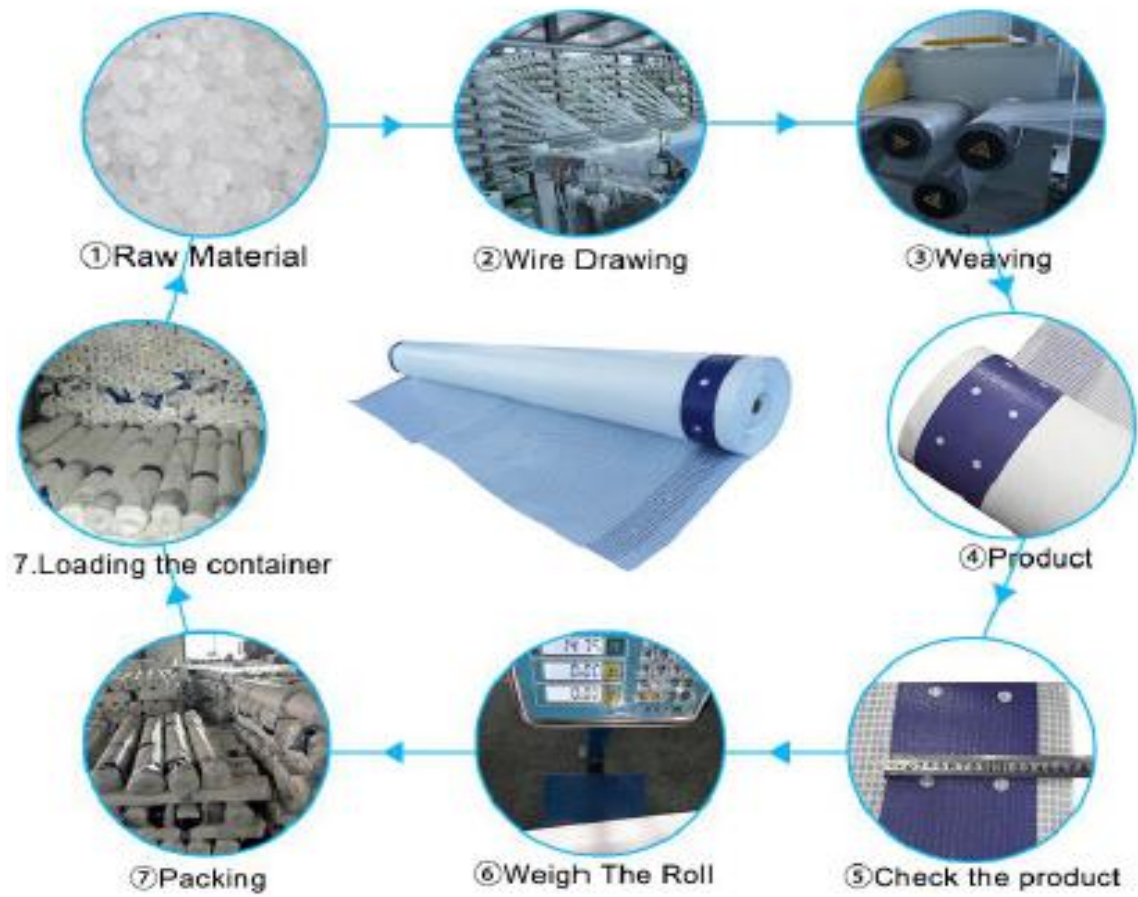 ①Raw Material
②Wire Drawing
③Weaving
④Product
⑤Check the product
⑥Weigh The Roll
⑦Packing
7.Loading the container